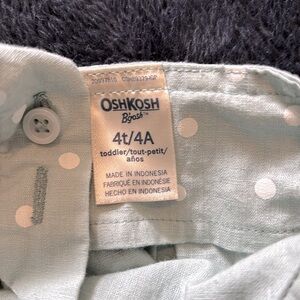 OSHKOSH
B'gosh
4t/4A
toddler/tout-petit/
años
MADE IN INDONESIA
FABRIQUÉ EN INDONÉSIE
HECHO EN INDONESIA